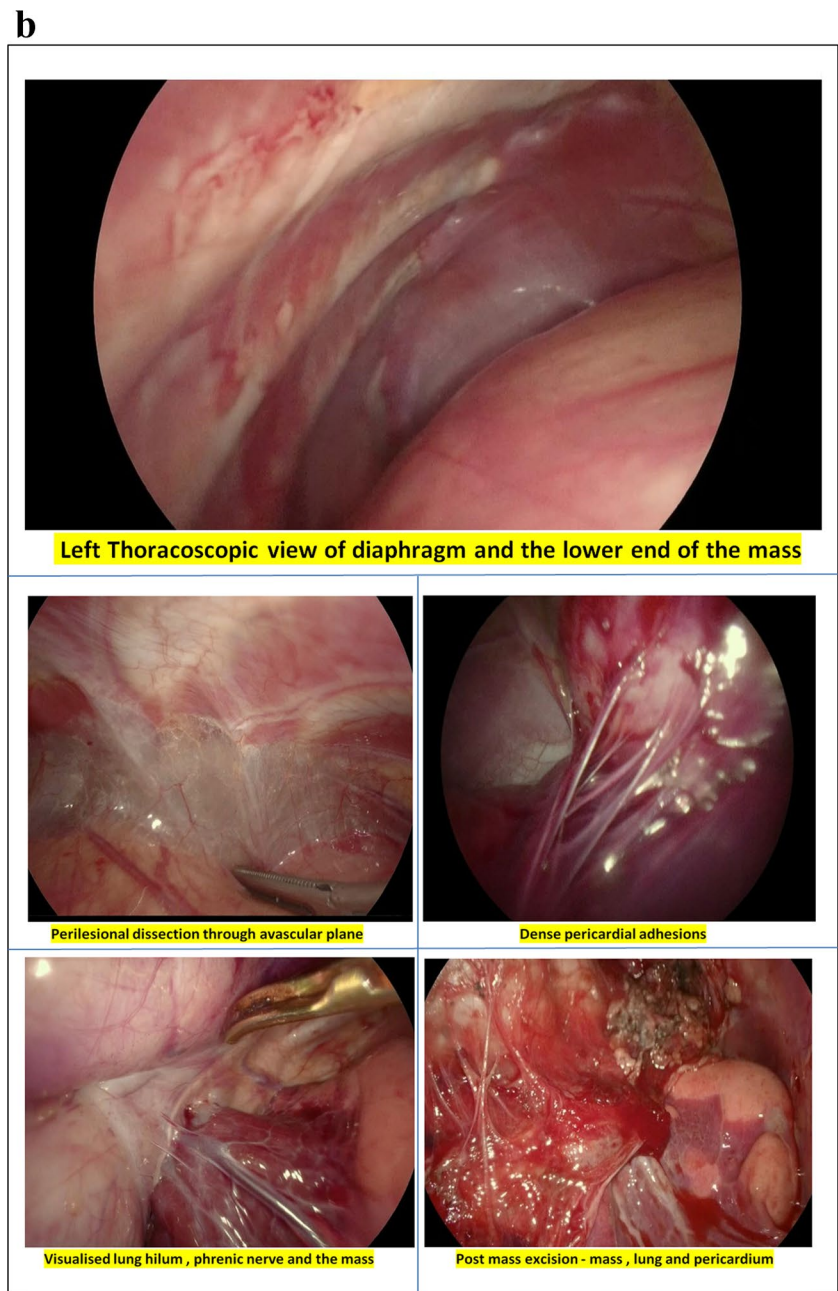 b
Left Thoracoscopic view of diaphragm and the lower end of the mass
Perilesional dissection through avascular plane
Dense pericardial adhesions
Visualised lung hilum , phrenic nerve and the mass
Post mass excision - mass , lung and pericardium